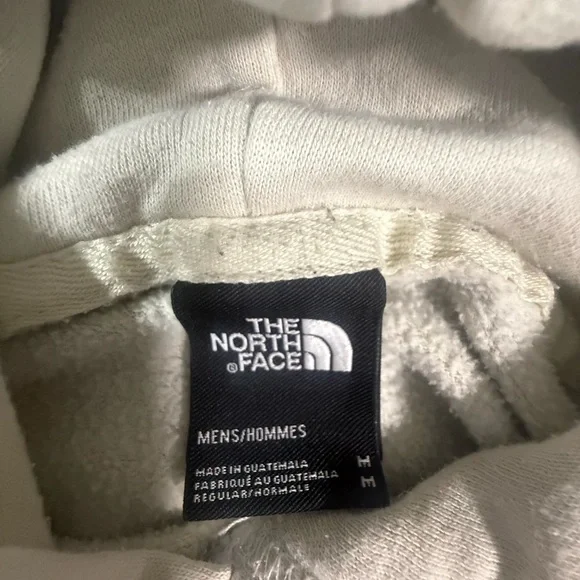 THE
NORTH
FACE®
MENS/HOMMES
MADE IN GUATEMALA
FABRIQUÉ AU GUATEMALA
REGULAR/NORMALE
M
M